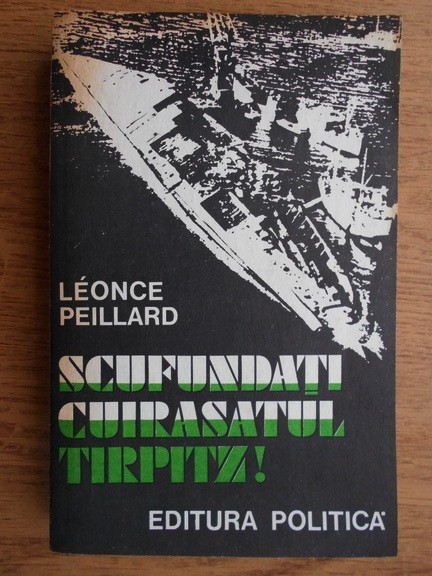 LÉONCE
PEILLARD
SCUFUNDAȚI
CUIRASATUL
TIRPITZ!
EDITURA POLITICĂ